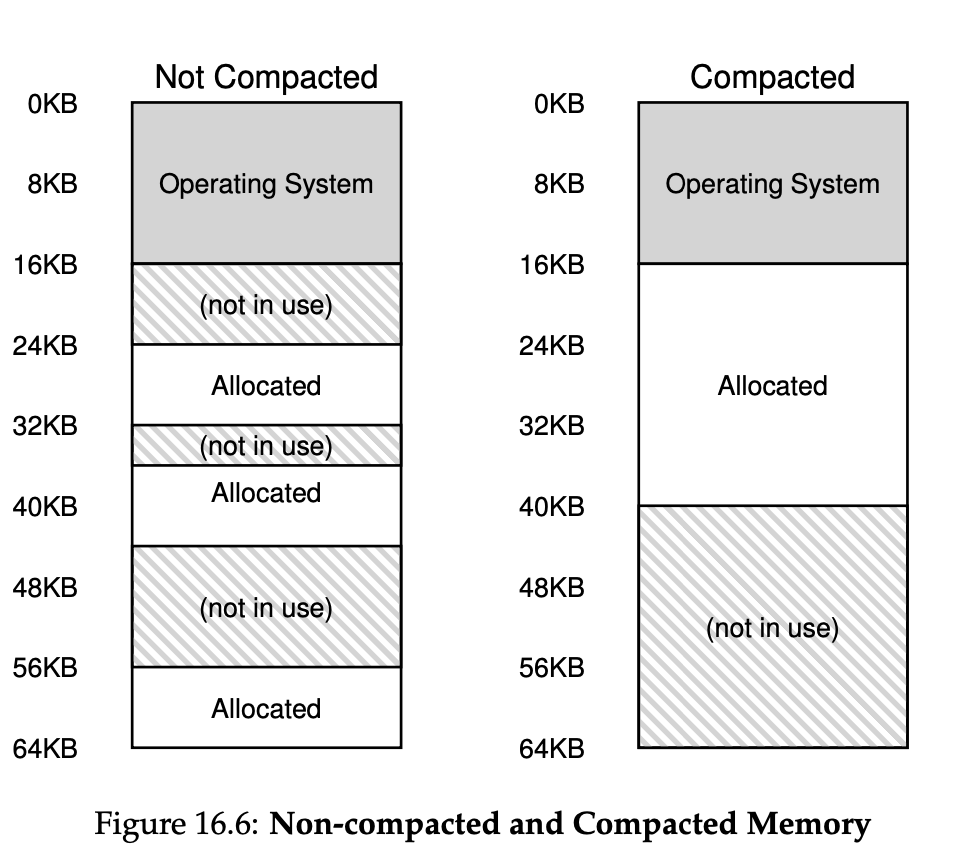 Not Compacted
0KB
8KB
16KB
24KB
32KB
40KB
48KB
56KB
64KB
Operating System
(not in use)
Allocated
(not in use)
Allocated
(not in use)
Allocated
Compacted
0KB
8KB
16KB
24KB
32KB
40KB
48KB
56KB
64KB
Operating System
Allocated
(not in use)
Figure 16.6: Non-compacted and Compacted Memory